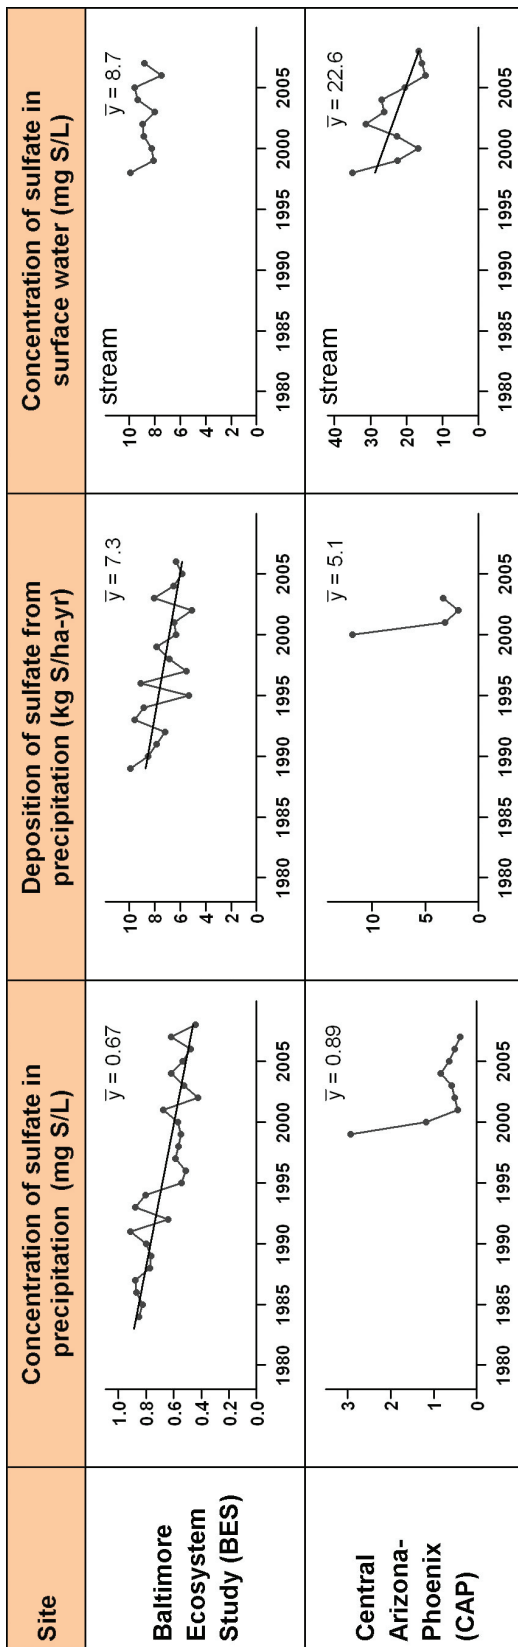 Site
Concentration of sulfate in
precipitation (mg S/L)
Deposition of sulfate from
precipitation (kg S/ha-yr)
Concentration of sulfate in
surface water (mg S/L)
Baltimore
Ecosystem
Study (BES)
y̅ = 0.67
1.0
0.8
0.6
0.4
0.2
0.0
1980 1985 1990 1995 2000 2005
y̅ = 7.3
10
8
6
4
2
0
1980 1985 1990 1995 2000 2005
stream
y̅ = 8.7
10
8
6
4
2
0
1980 1985 1990 1995 2000 2005
Central
Arizona-
Phoenix
(CAP)
y̅ = 0.89
3
2
1
0
1980 1985 1990 1995 2000 2005
y̅ = 5.1
10
5
0
1980 1985 1990 1995 2000 2005
stream
y̅ = 22.6
40
30
20
10
0
1980 1985 1990 1995 2000 2005